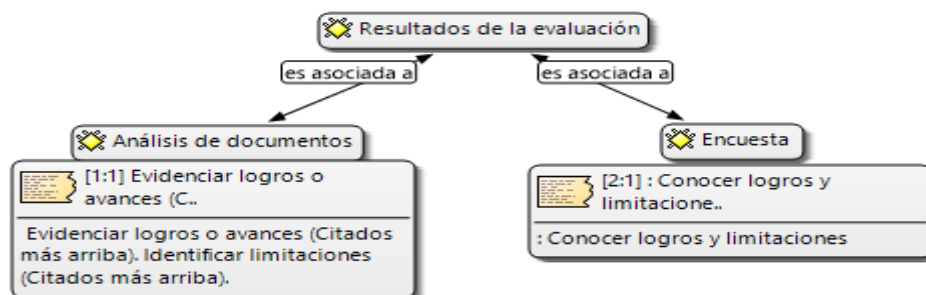 Resultados de la evaluación
es asociada a
es asociada a
Análisis de documentos
[1:1] Evidenciar logros o
avances (C..
Evidenciar logros o avances (Citados
más arriba). Identificar limitaciones
(Citados más arriba).
Encuesta
[2:1] : Conocer logros y
limitacione..
: Conocer logros y limitaciones